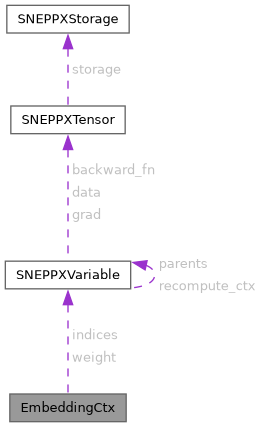 SNEPPXStorage
storage
SNEPPXTensor
backward_fn
data
grad
SNEPPXVariable
parents
recompute_ctx
indices
weight
EmbeddingCtx